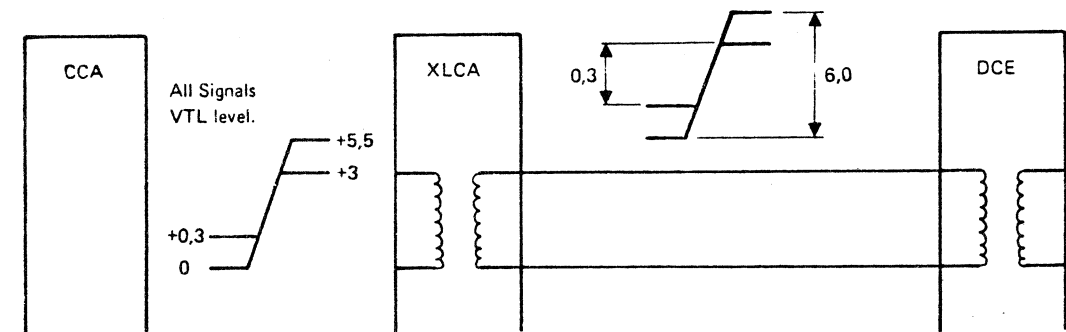 CCA
All Signals
VTL level.
+5,5
+3
+0,3
0
XLCA
0,3
6,0
DCE